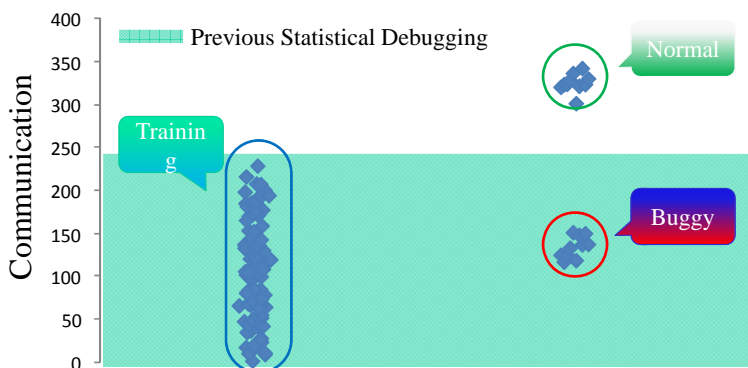 400
350
300
250
200
150
100
50
0
Communication
Previous Statistical Debugging
Normal
Trainin
g
Buggy